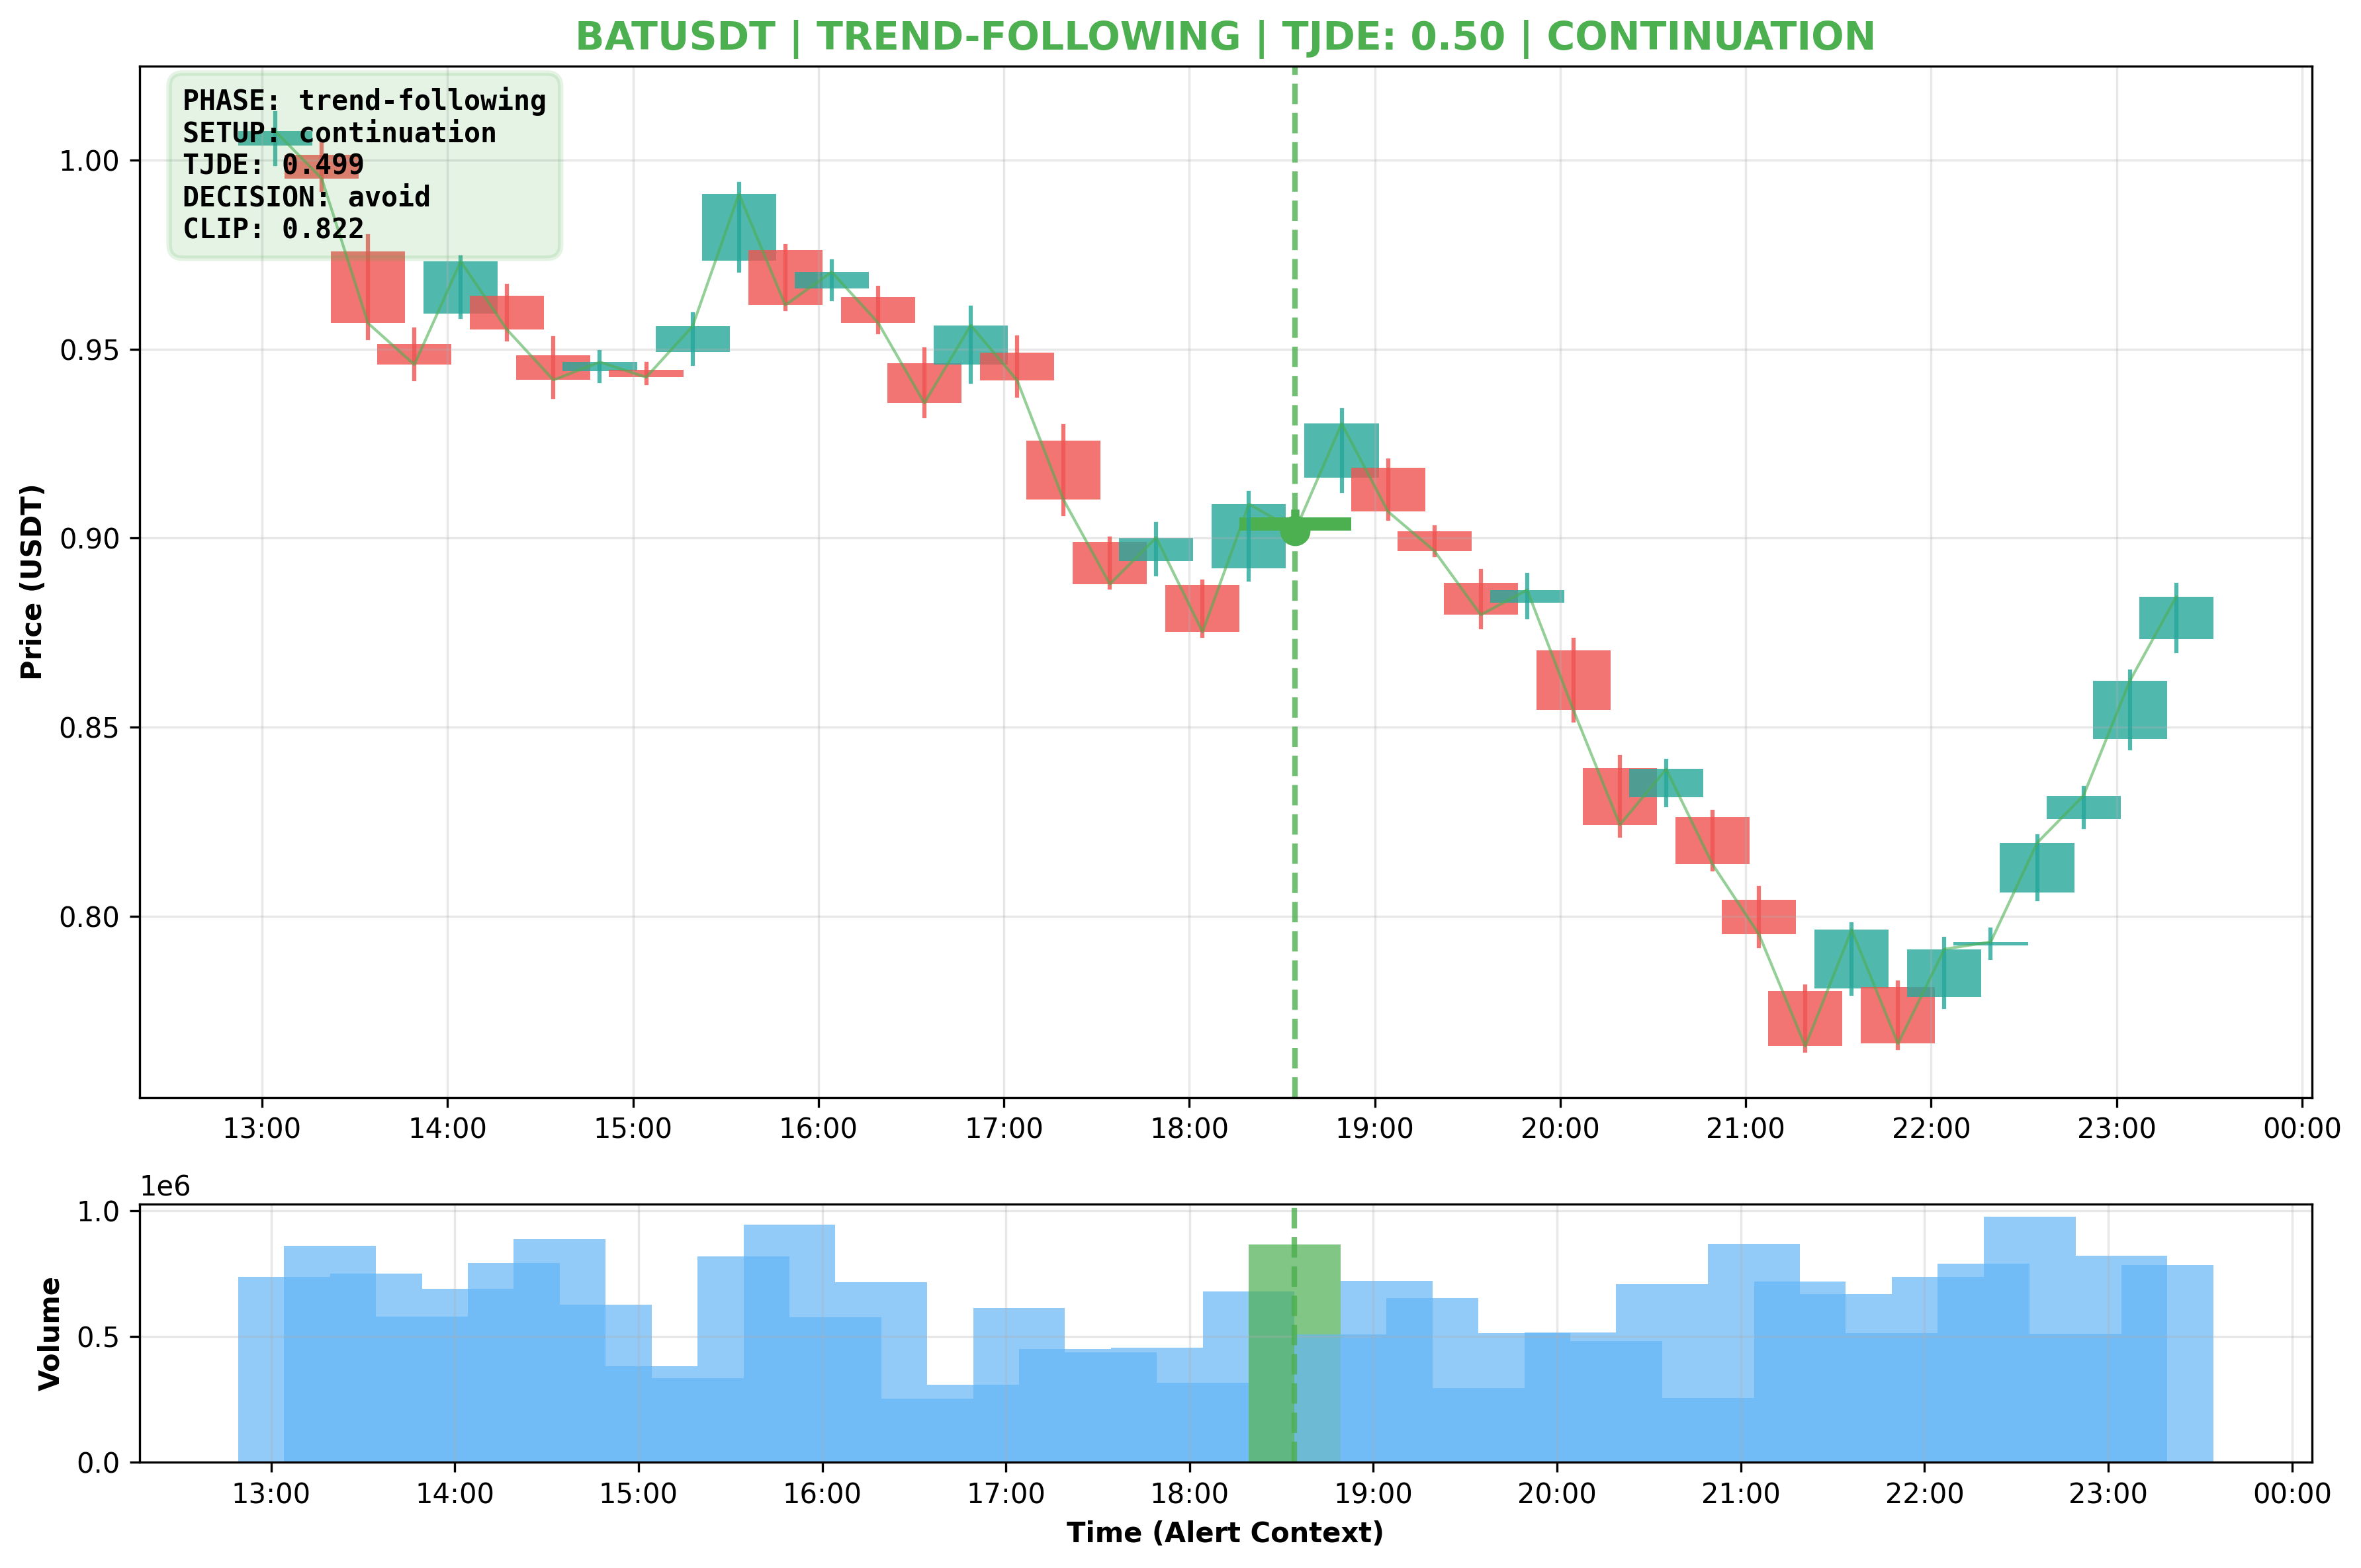 BATUSDT | TREND-FOLLOWING | TJDE: 0.50 | CONTINUATION
PHASE: trend-following
SETUP: continuation
TJDE: 0.499
DECISION: avoid
CLIP: 0.822
Price (USDT)
1.00
0.95
0.90
0.85
0.80
13:00 14:00 15:00 16:00 17:00 18:00 19:00 20:00 21:00 22:00 23:00 00:00
1e6
Volume
1.0
0.5
0.0
13:00 14:00 15:00 16:00 17:00 18:00 19:00 20:00 21:00 22:00 23:00 00:00
Time (Alert Context)